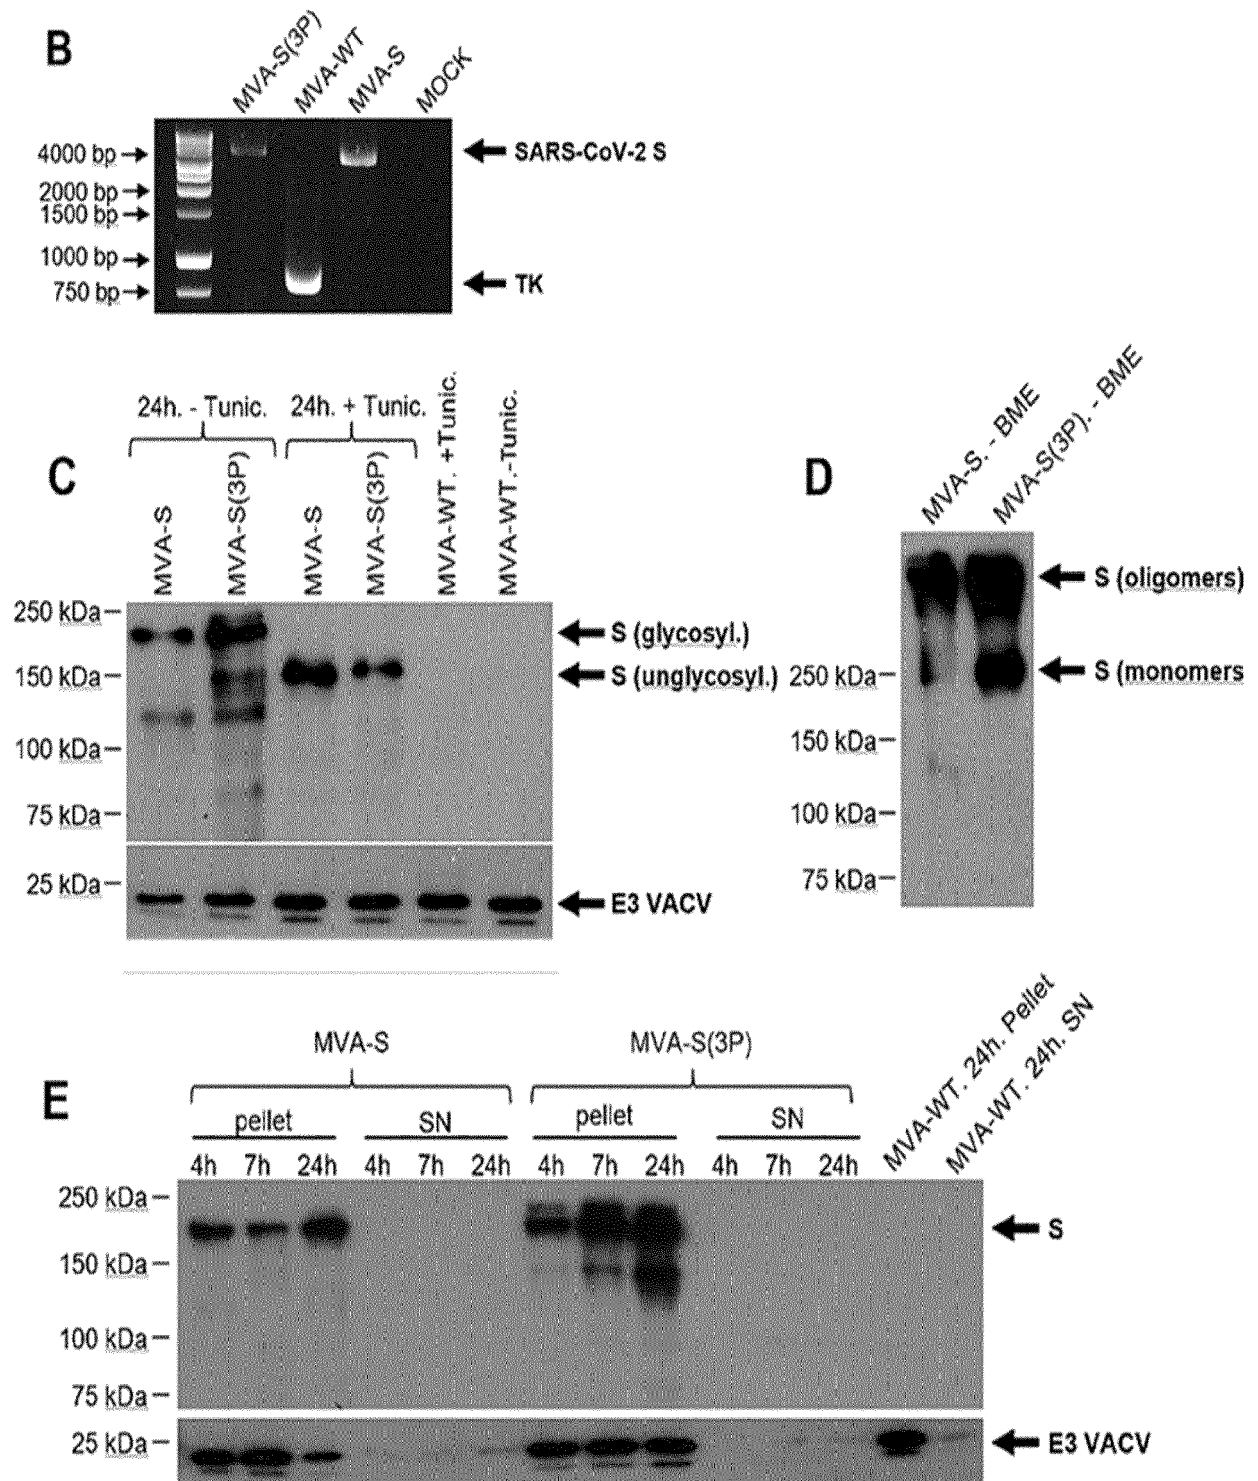 B
MVA-S(3P)
MVA-WT
MVA-S
MOCK
4000 bp
2000 bp
1500 bp
1000 bp
750 bp
SARS-CoV-2 S
TK
C
24h. - Tunic.
24h. + Tunic.
MVA-S
MVA-S(3P)
MVA-S
MVA-S(3P)
MVA-WT. +Tunic.
MVA-WT.-Tunic.
250 kDa
150 kDa
100 kDa
75 kDa
25 kDa
S (glycosyl.)
S (unglycosyl.)
E3 VACV
D
MVA-S. - BME
MVA-S(3P). - BME
250 kDa
150 kDa
100 kDa
75 kDa
S (oligomers)
S (monomers
E
MVA-S
MVA-S(3P)
pellet
SN
pellet
SN
4h 7h 24h 4h 7h 24h 4h 7h 24h 4h 7h 24h
MVA-WT. 24h. Pellet
MVA-WT. 24h. SN
250 kDa
150 kDa
100 kDa
75 kDa
25 kDa
S
E3 VACV